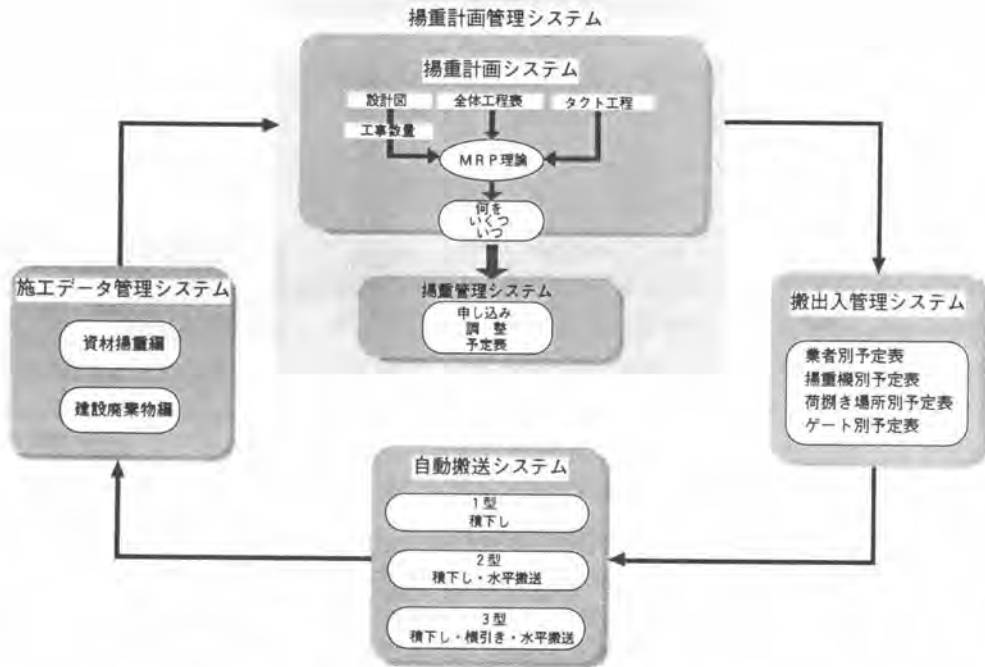 揚重計画管理システム
揚重計画システム
設計図
全体工程表
タクト工程
工事数量
MRP理論
何を
いくつ
いつ
揚重管理システム
申し込み
調整
予定表
施工データ管理システム
資材揚重編
建設廃棄物編
搬出入管理システム
業者別予定表
揚重機別予定表
荷捌き場所別予定表
ゲート別予定表
自動搬送システム
1型
積下し
2型
積下し・水平搬送
3型
積下し・横引き・水平搬送